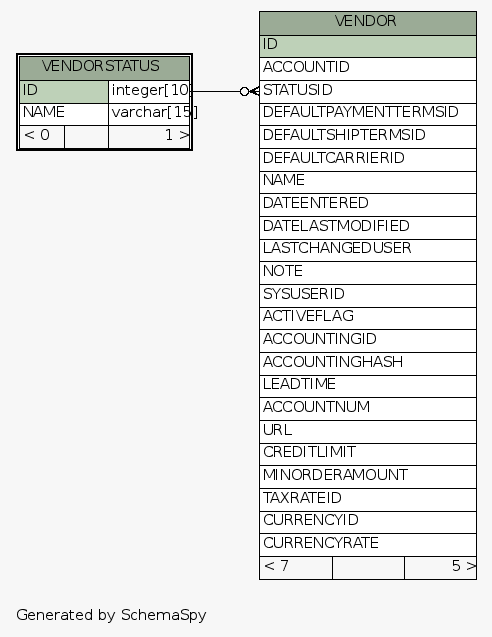 VENDORSTATUS
ID integer[10
NAME varchar[15]
< 0 1 >
VENDOR
ID
ACCOUNTID
STATUSID
DEFAULTPAYMENTTERMSID
DEFAULTSHIPTERMSID
DEFAULTCARRIERID
NAME
DATEENTERED
DATELASTMODIFIED
LASTCHANGEDUSER
NOTE
SYSUSERID
ACTIVEFLAG
ACCOUNTINGID
ACCOUNTINGHASH
LEADTIME
ACCOUNTNUM
URL
CREDITLIMIT
MINORDERAMOUNT
TAXRATEID
CURRENCYID
CURRENCYRATE
< 7 5 >
Generated by SchemaSpy